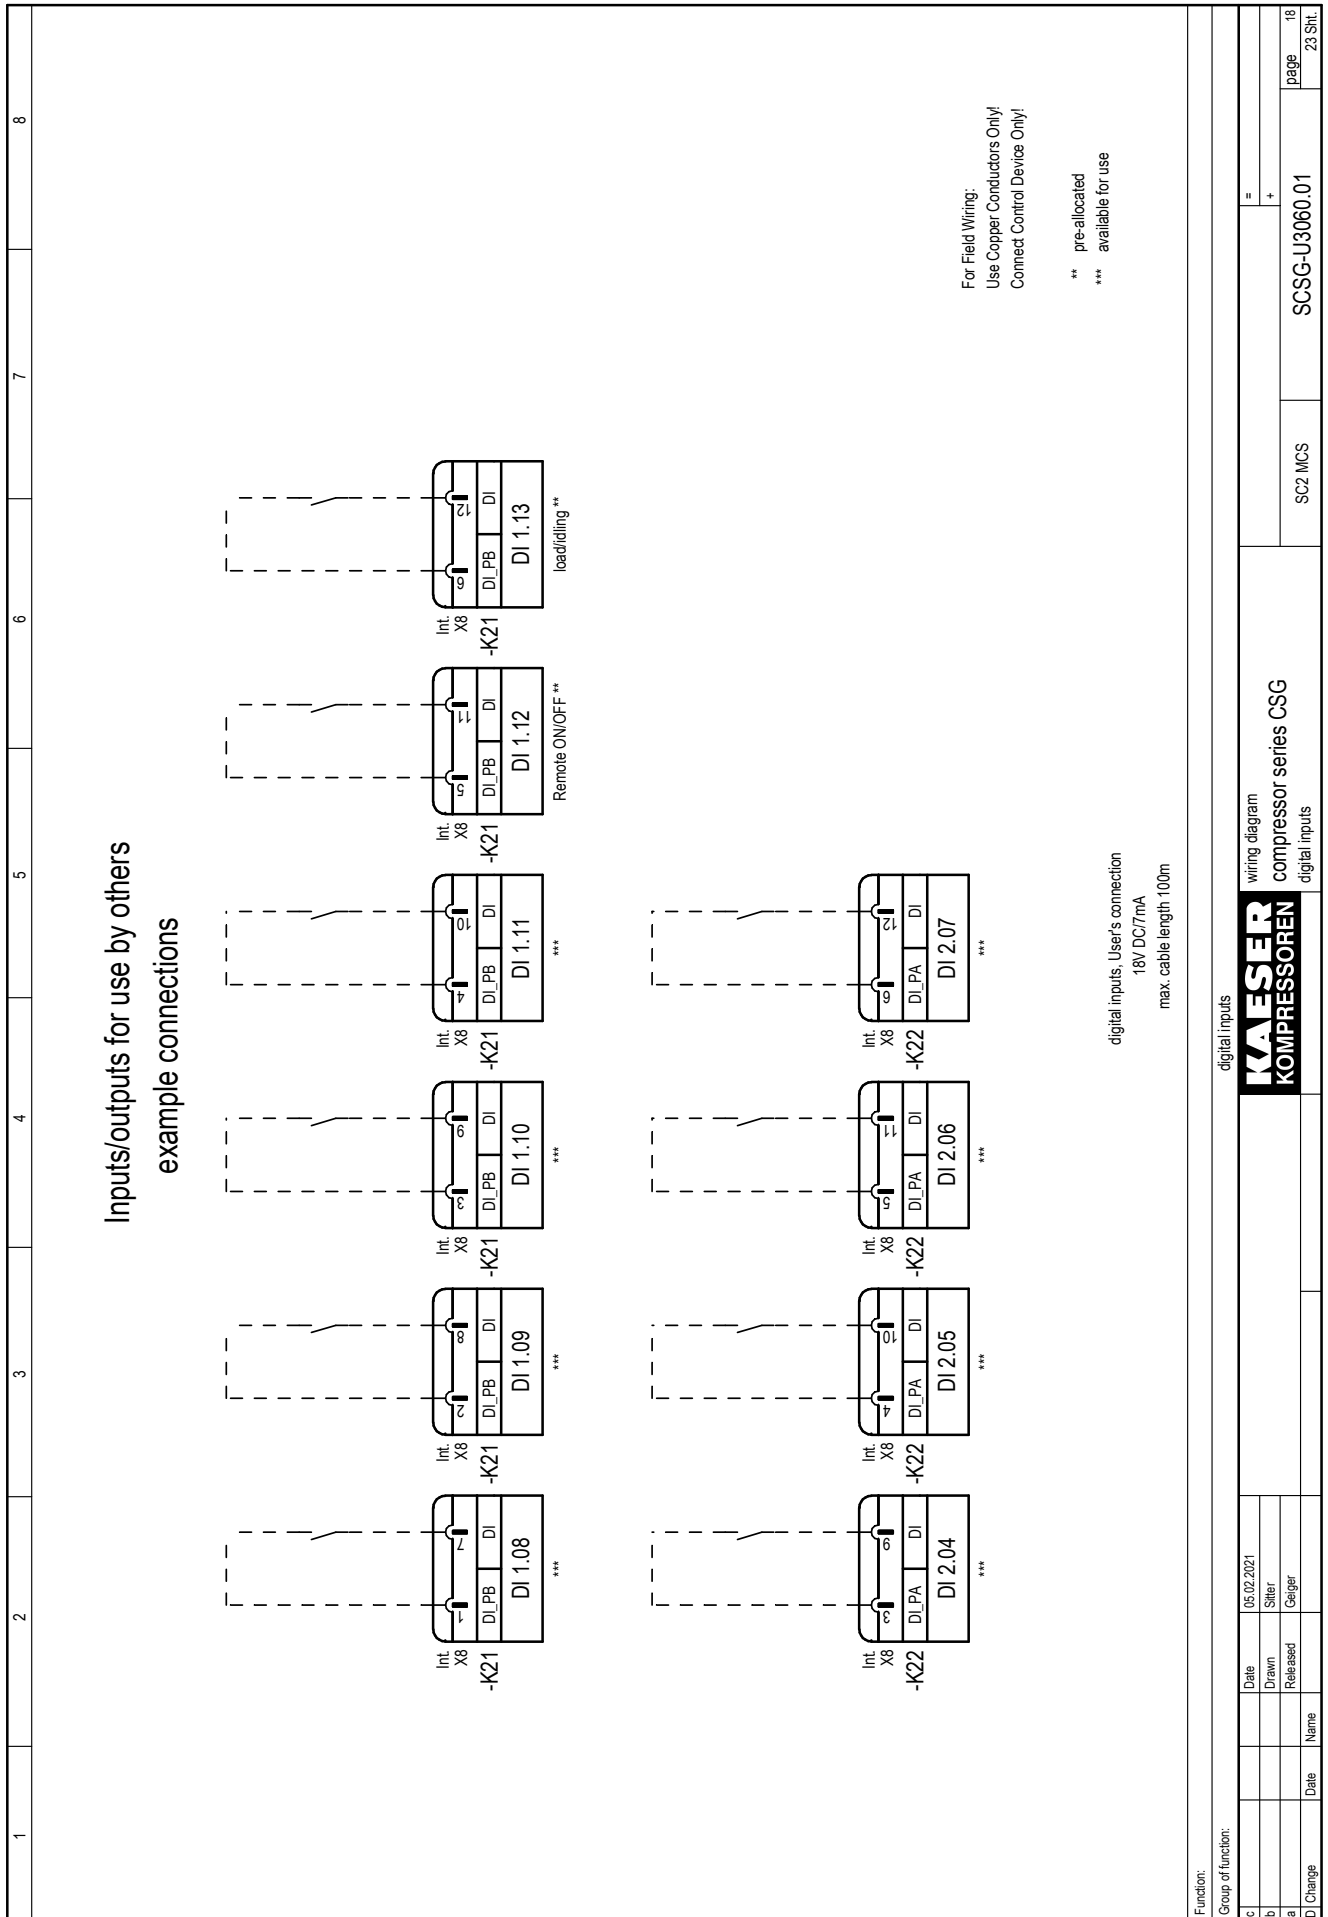 1 2 3 4 5 6 7 8
Inputs/outputs for use by others
example connections
Int.
X8
-K21
1 7
DI_PB DI
DI 1.08
***
Int.
X8
-K21
2 8
DI_PB DI
DI 1.09
***
Int.
X8
-K21
3 9
DI_PB DI
DI 1.10
***
Int.
X8
-K21
4 10
DI_PB DI
DI 1.11
***
Int.
X8
-K21
5 11
DI_PB DI
DI 1.12
Remote ON/OFF **
Int.
X8
-K21
6 12
DI_PB DI
DI 1.13
load/idling **
Int.
X8
-K22
3 9
DI_PA DI
DI 2.04
***
Int.
X8
-K22
4 10
DI_PA DI
DI 2.05
***
Int.
X8
-K22
5 11
DI_PA DI
DI 2.06
***
Int.
X8
-K22
6 12
DI_PA DI
DI 2.07
***
For Field Wiring:
Use Copper Conductors Only!
Connect Control Device Only!
** pre-allocated
*** available for use
digital inputs, User's connection
18V DC/7mA
max. cable length 100m
Function:
Group of function: digital inputs
c
b
a
D Change Date Name
Date 05.02.2021
Drawn Sitter
Released Geiger
KAESER
KOMPRESSOREN
wiring diagram
compressor series CSG
digital inputs
SC2 MCS
=
+
SCSG-U3060.01
page 18
23 Sht.